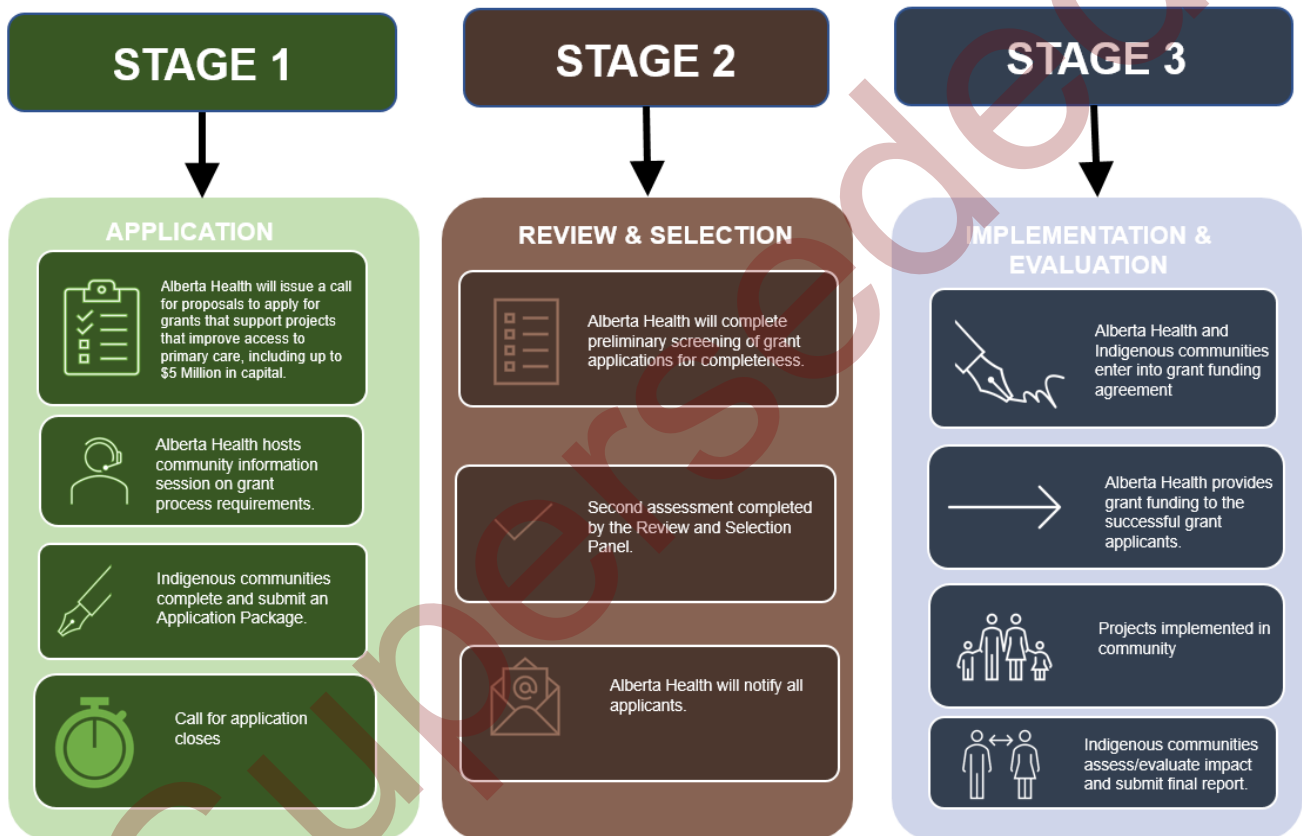 STAGE 1
APPLICATION
Alberta Health will issue a call
for proposals to apply for
grants that support projects
that improve access to
primary care, including up to
$5 Million in capital.
Alberta Health hosts
community information
session on grant
process requirements.
Indigenous communities
complete and submit an
Application Package.
Call for application
closes
STAGE 2
REVIEW & SELECTION
Alberta Health will complete
preliminary screening of grant
applications for completeness.
Second assessment completed
by the Review and Selection
Panel.
@
Alberta Health will notify all
applicants.
STAGE 3
IMPLEMENTATION &
EVALUATION
Alberta Health and
Indigenous communities
enter into grant funding
agreement
Alberta Health provides
grant funding to the
successful grant
applicants.
Projects implemented in
community
Indigenous communities
assess/evaluate impact
and submit final report.
Superseded